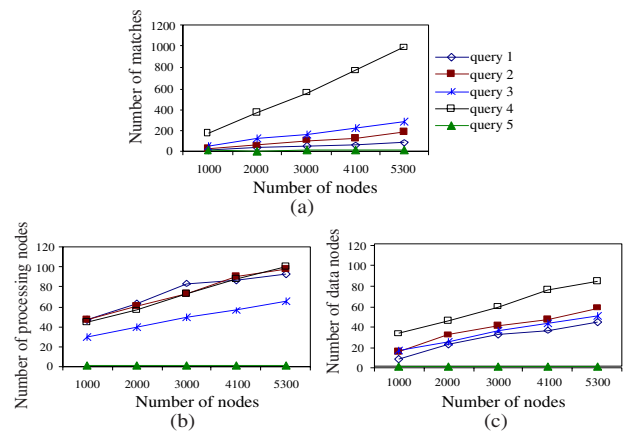 Number of matches
1200
1000
800
600
400
200
0
1000 2000 3000 4100 5300
Number of nodes
query 1
query 2
query 3
query 4
query 5
(a)
Number of processing nodes
120
100
80
60
40
20
0
1000 2000 3000 4100 5300
Number of nodes
(b)
Number of data nodes
120
100
80
60
40
20
0
1000 2000 3000 4100 5300
Number of nodes
(c)